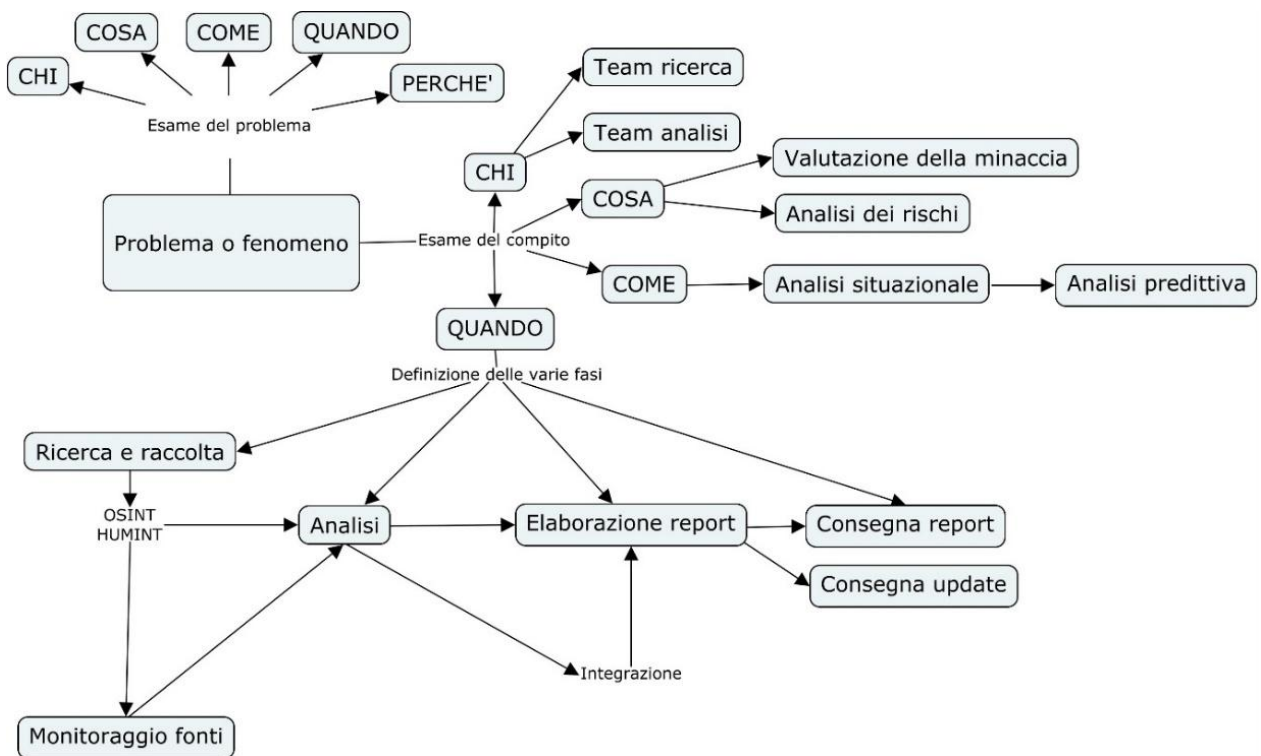 COSA
COME
QUANDO
CHI
PERCHE'
Esame del problema
Problema o fenomeno
Esame del compito
CHI
Team ricerca
Team analisi
COSA
Valutazione della minaccia
Analisi dei rischi
COME
Analisi situazionale
Analisi predittiva
QUANDO
Definizione delle varie fasi
Ricerca e raccolta
OSINT
HUMINT
Analisi
Elaborazione report
Consegna report
Consegna update
Integrazione
Monitoraggio fonti